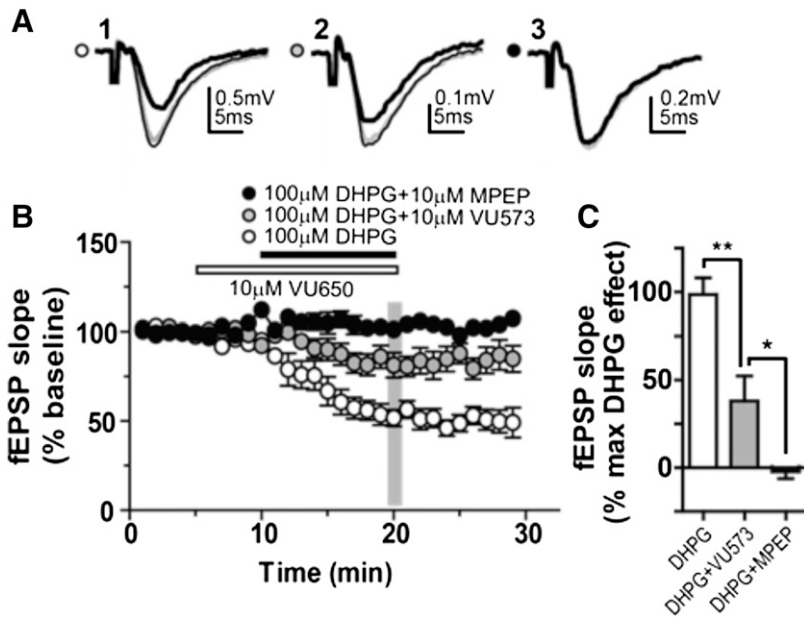 A
1
2
3
0.5mV
5ms
0.1mV
5ms
0.2mV
5ms
B
100μM DHPG+10μM MPEP
100μM DHPG+10μM VU573
100μM DHPG
10μM VU650
fEPSP slope
(% baseline)
150
100
50
0
0
10
20
30
Time (min)
C
**
*
fEPSP slope
(% max DHPG effect)
100
50
0
DHPG
DHPG+VU573
DHPG+MPEP